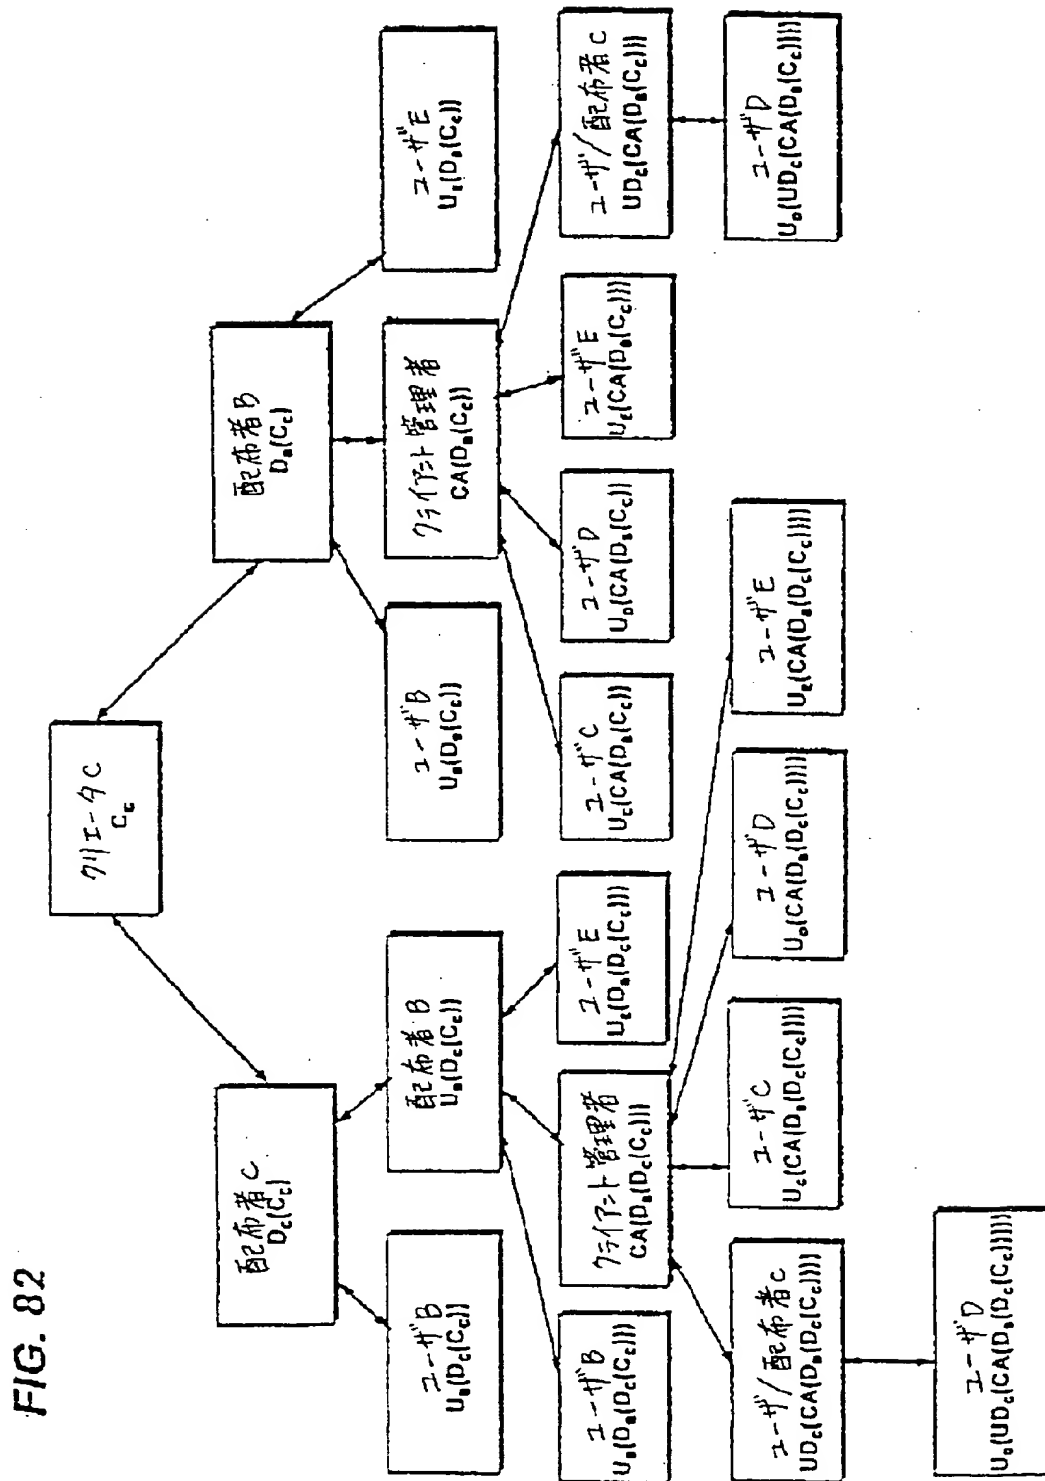 FIG. 82
クリエータC
C_C
配布者C
D_C(C_C)
配布者B
D_B(C_C)
ユーザB
U_B(D_C(C_C))
配布者B
U_B(D_C(C_C))
ユーザB
U_B(D_B(C_C))
クライアント管理者
CA(D_B(C_C))
ユーザE
U_E(D_B(C_C))
ユーザB
U_B(D_B(D_C(C_C)))
クライアント管理者
CA(D_B(D_C(C_C)))
ユーザE
U_E(D_B(D_C(C_C)))
ユーザC
U_C(CA(D_B(C_C))
ユーザD
U_D(CA(D_B(C_C))
ユーザE
U_E(CA(D_B(C_C)))
ユーザ/配布者C
UD_C(CA(D_B(C_C)))
ユーザ/配布者C
UD_C(CA(D_B(D_C(C_C))))
ユーザC
U_C(CA(D_B(D_C(C_C))))
ユーザD
U_D(CA(D_B(D_C(C_C))))
ユーザE
U_E(CA(D_B(D_C(C_C))))
ユーザD
U_D(UD_C(CA(D_B(C_C))))
ユーザD
U_D(UD_C(CA(D_B(D_C(C_C)))))